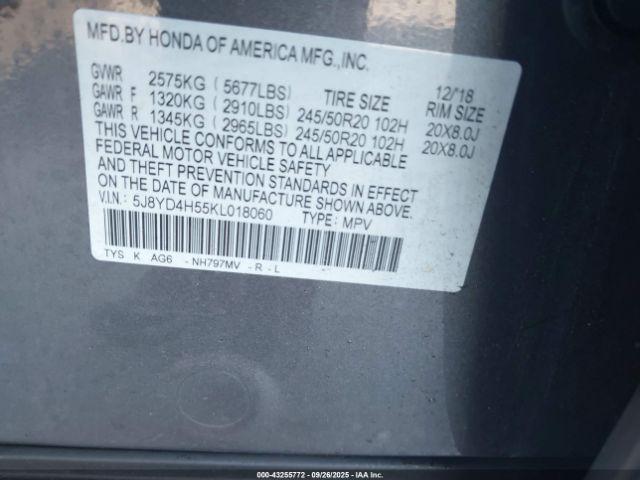 MFD.BY HONDA OF AMERICA MFG.,INC.
12/'18
GVWR 2575KG ( 5677LBS) TIRE SIZE RIM SIZE
GAWR F 1320KG ( 2910LBS) 245/50R20 102H 20X8.0J
GAWR R 1345KG ( 2965LBS) 245/50R20 102H 20X8.0J
THIS VEHICLE CONFORMS TO ALL APPLICABLE
FEDERAL MOTOR VEHICLE SAFETY
AND THEFT PREVENTION STANDARDS IN EFFECT
ON THE DATE OF MANUFACTURE SHOWN ABOVE.
V.I.N.: 5J8YD4H55KL018060 TYPE: MPV
TYS K AG6 -NH797MV -R-L
000-43255772 - 09/26/2025 - IAA Inc.